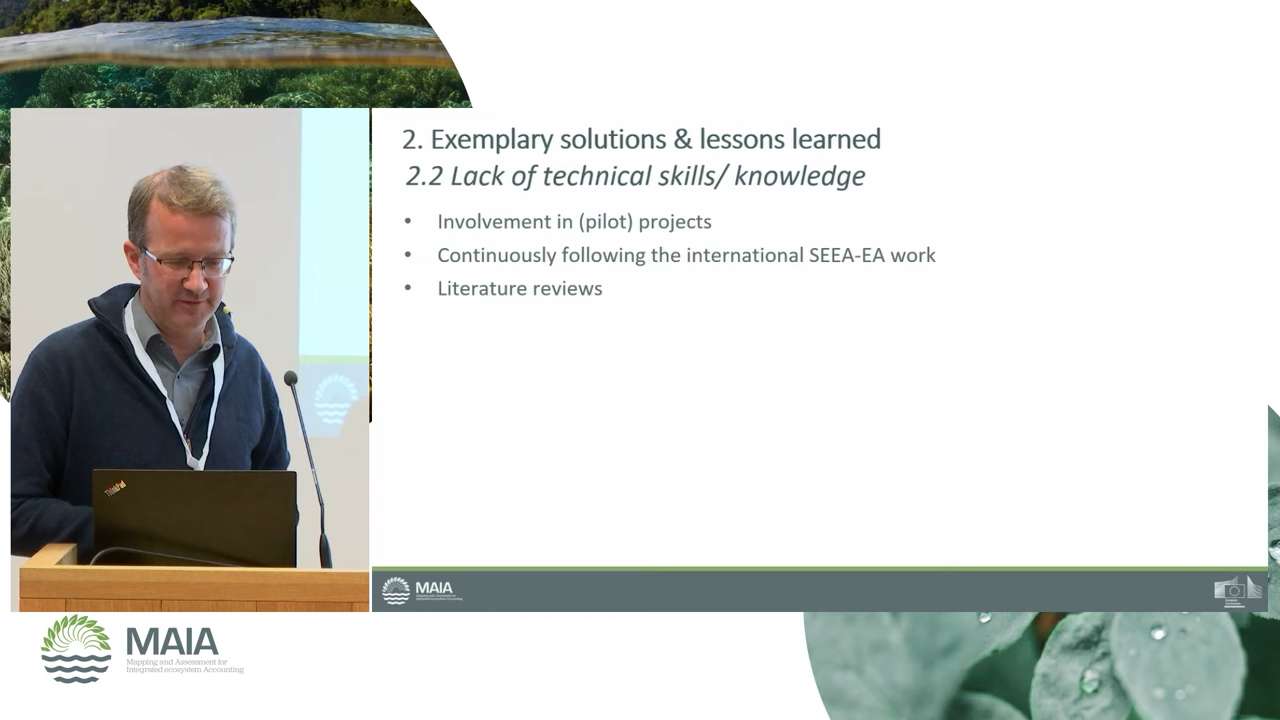 2. Exemplary solutions & lessons learned
2.2 Lack of technical skills/ knowledge
• Involvement in (pilot) projects
• Continuously following the international SEEA-EA work
• Literature reviews
ThinkPad
MAIA
MAIA
Mapping and Assessment for
Integrated ecosystem Accounting